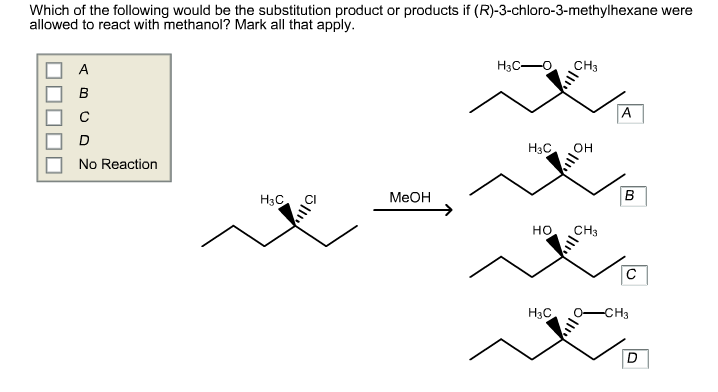 Which of the following would be the substitution product or products if (R)-3-chloro-3-methylhexane were
allowed to react with methanol? Mark all that apply.
A
B
C
D
No Reaction
H3C Cl
MeOH
H3C—O CH3
A
H3C OH
B
HO CH3
C
H3C O—CH3
D